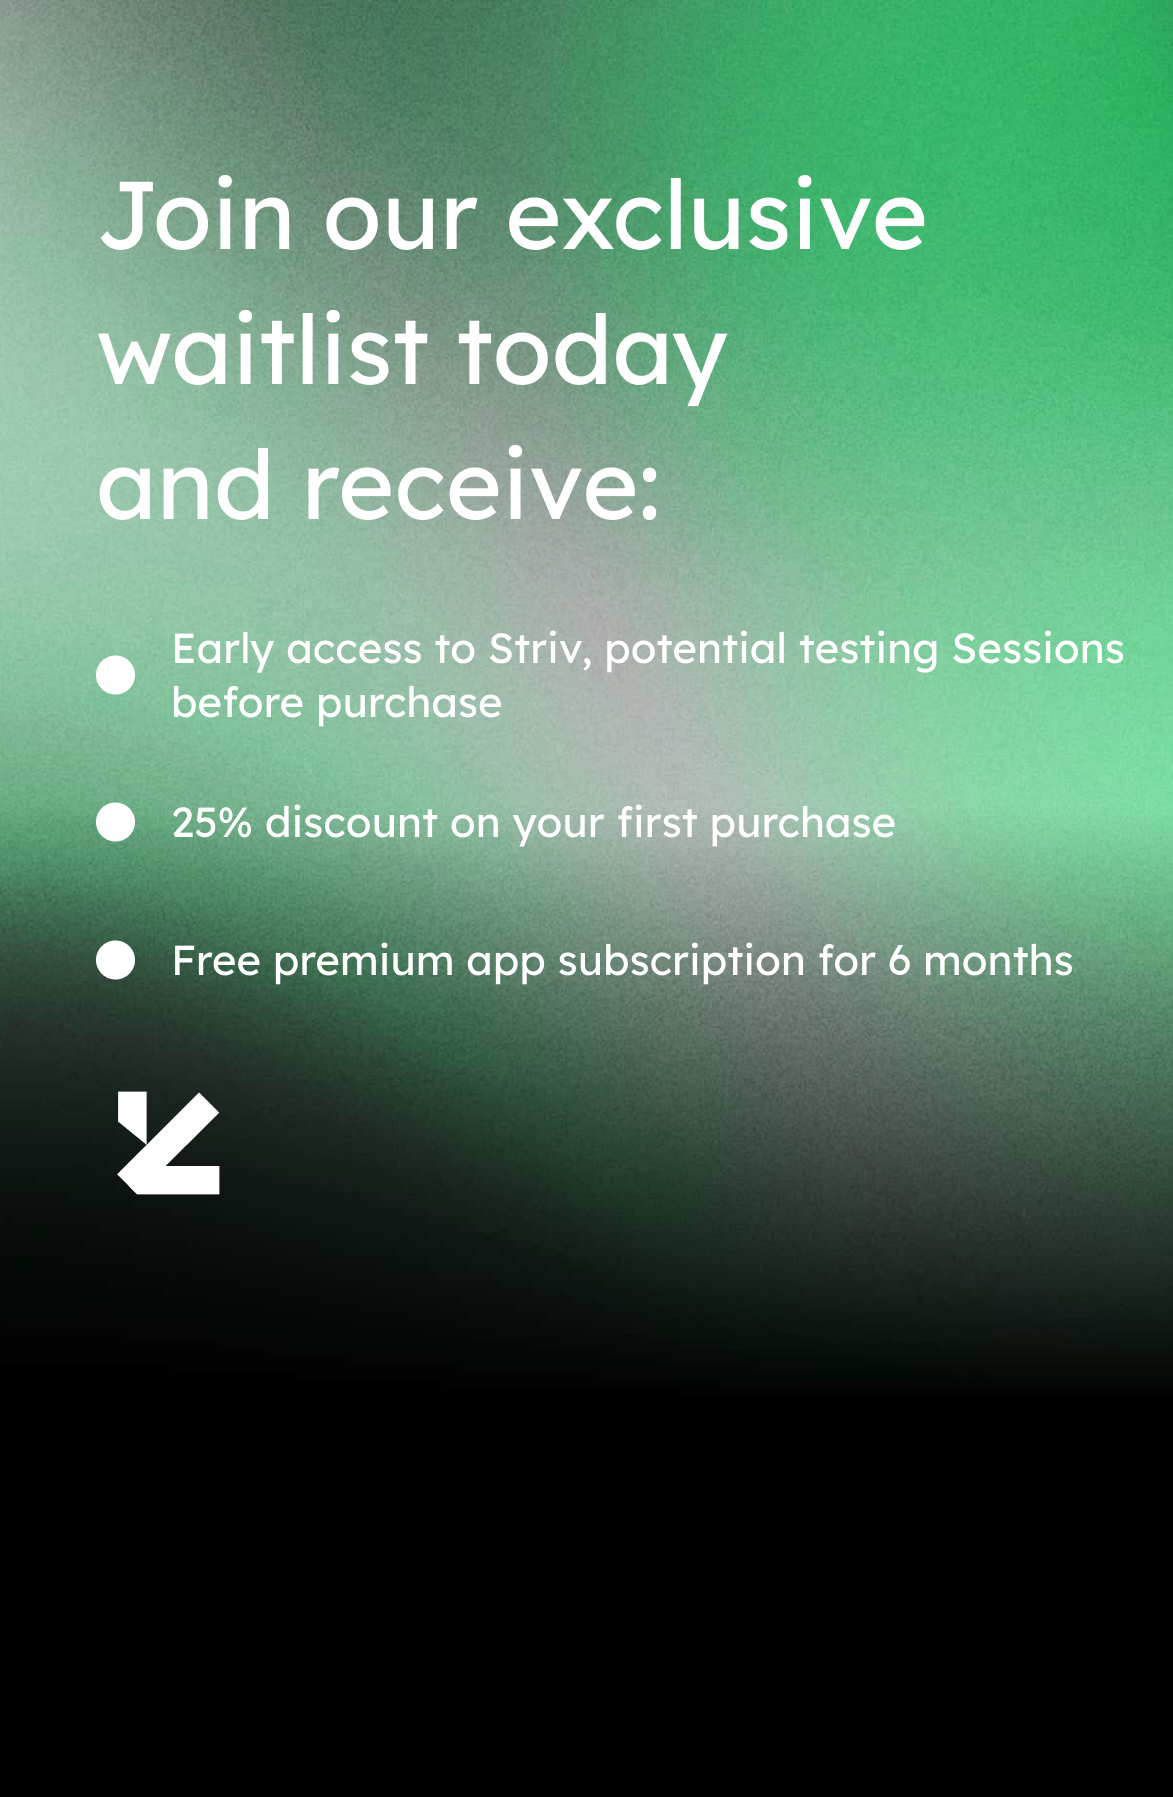 Join our exclusive
waitlist today
and receive:
Early access to Striv, potential testing Sessions
before purchase
25% discount on your first purchase
Free premium app subscription for 6 months